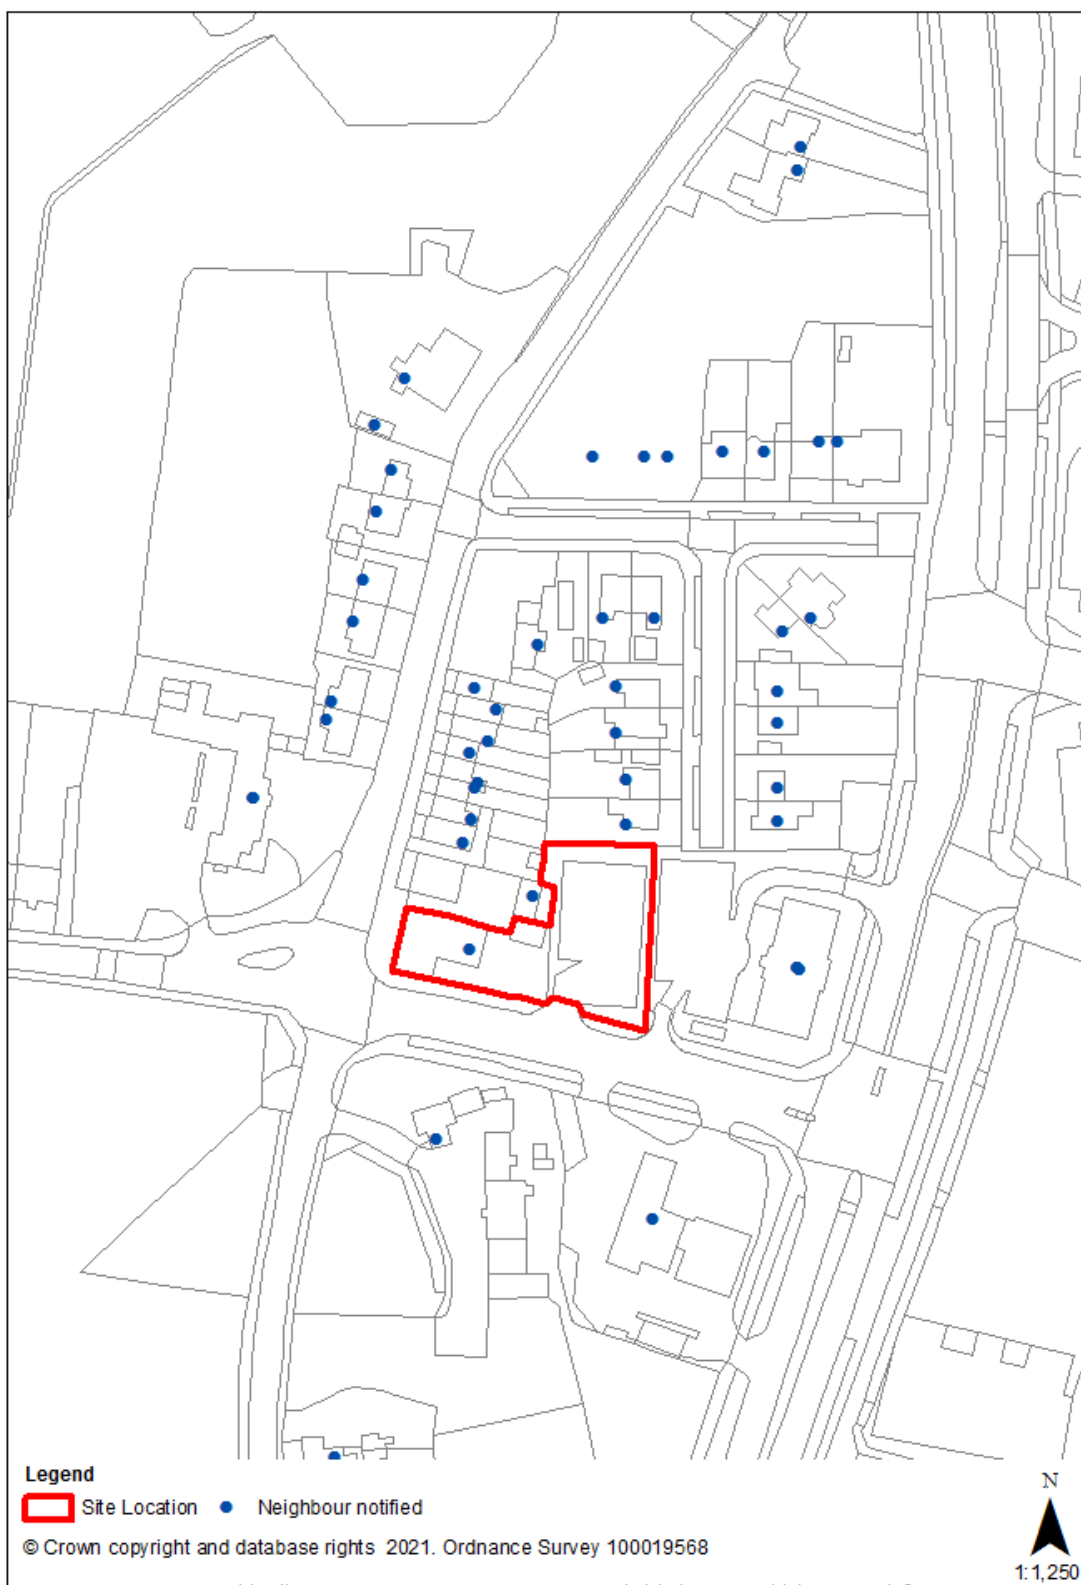 Legend
Site Location
Neighbour notified
© Crown copyright and database rights 2021. Ordnance Survey 100019568
N
1:1,250